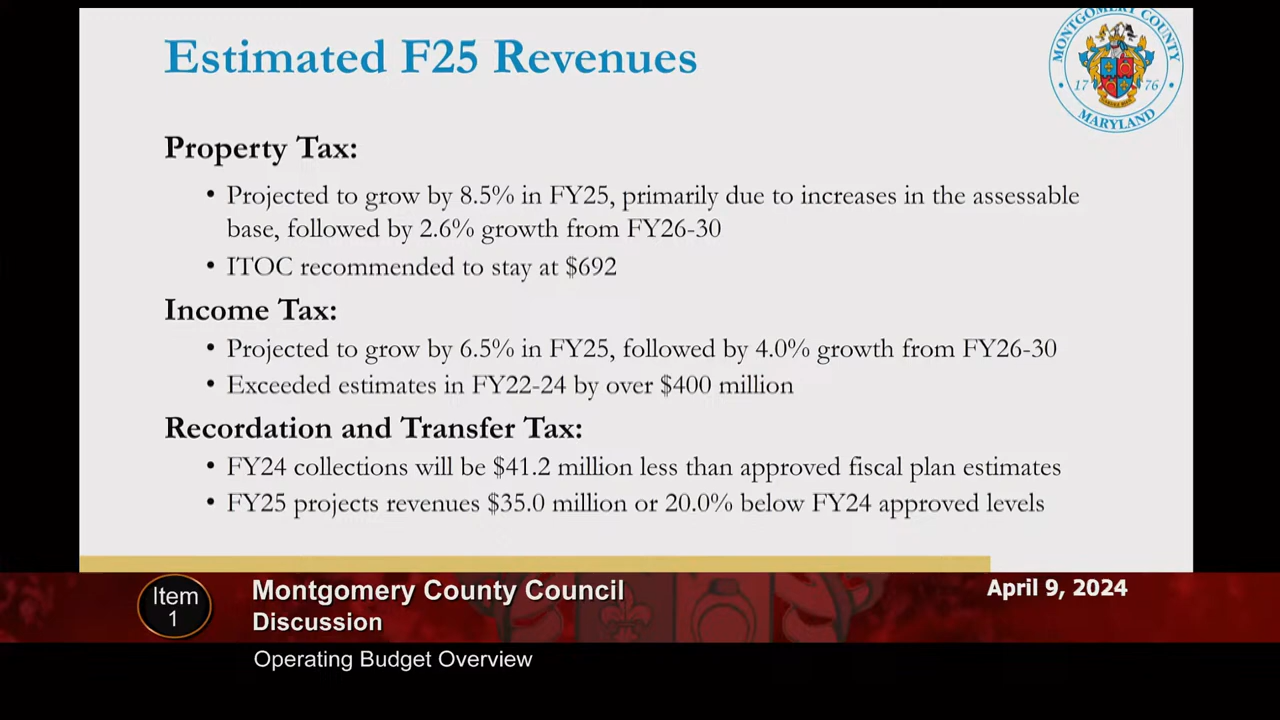 Estimated F25 Revenues
MONTGOMERY COUNTY
17 76
MARYLAND
Property Tax:
• Projected to grow by 8.5% in FY25, primarily due to increases in the assessable
base, followed by 2.6% growth from FY26-30
• ITOC recommended to stay at $692
Income Tax:
• Projected to grow by 6.5% in FY25, followed by 4.0% growth from FY26-30
• Exceeded estimates in FY22-24 by over $400 million
Recordation and Transfer Tax:
• FY24 collections will be $41.2 million less than approved fiscal plan estimates
• FY25 projects revenues $35.0 million or 20.0% below FY24 approved levels
Item
1
Montgomery County Council
Discussion
April 9, 2024
Operating Budget Overview